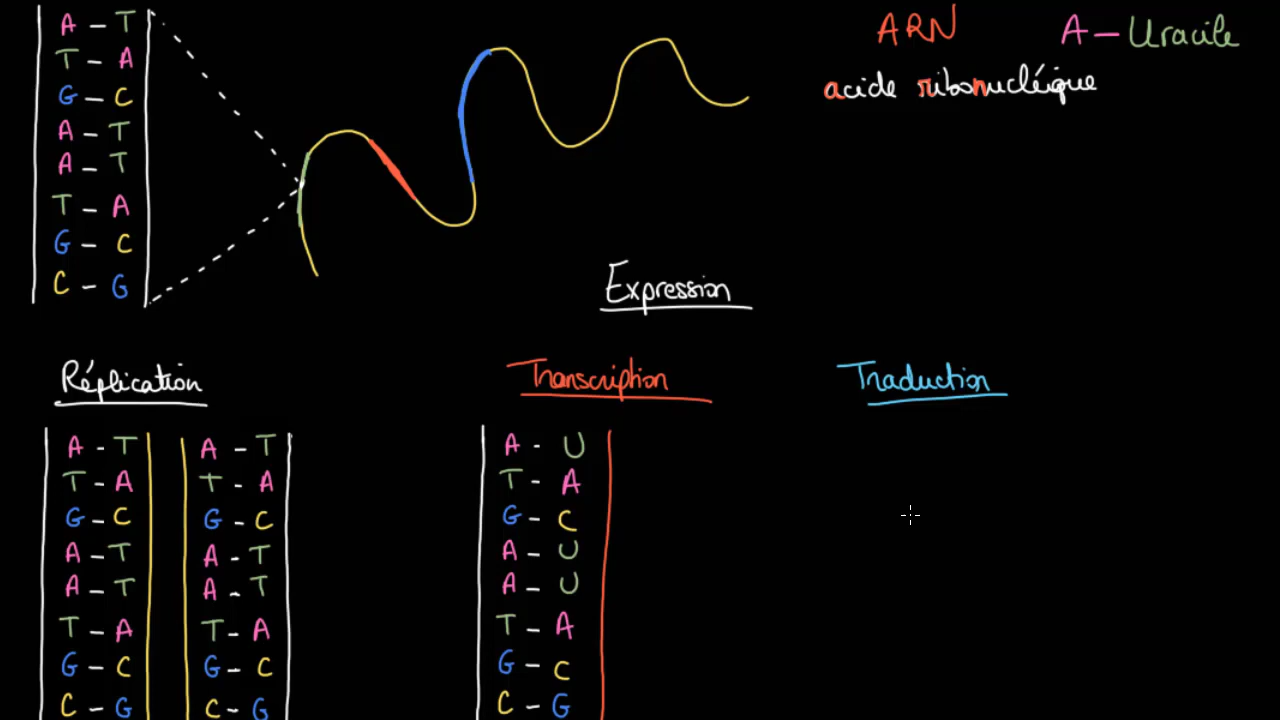 A – T
T – A
G – C
A – T
A – T
T – A
G – C
C – G
ARN
acide ribonucléique
A – Uracile
Expression
Réplication
A - T
T - A
G - C
A - T
A - T
T - A
G - C
C - G
A - T
T - A
G - C
A - T
A - T
T - A
G - C
C - G
Transcription
A - U
T - A
G - C
A - U
A - U
T - A
G - C
C - G
Traduction